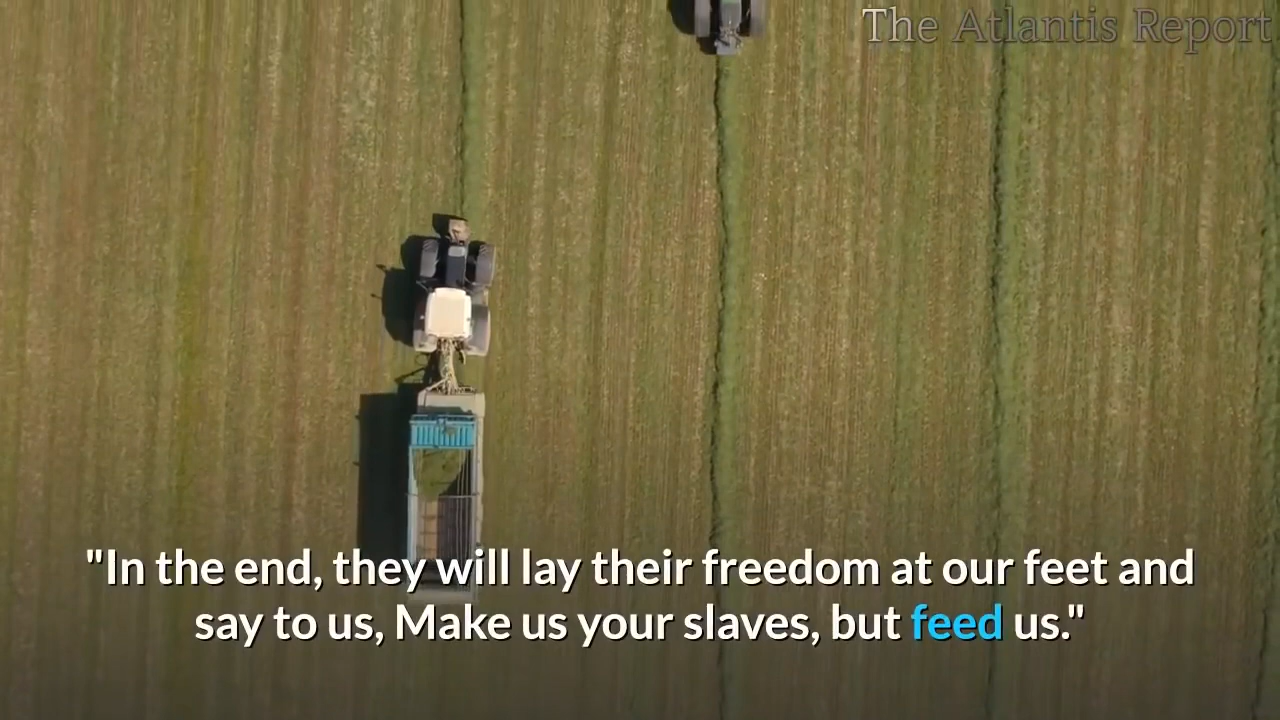 The Atlantis Report
"In the end, they will lay their freedom at our feet and
say to us, Make us your slaves, but feed us."